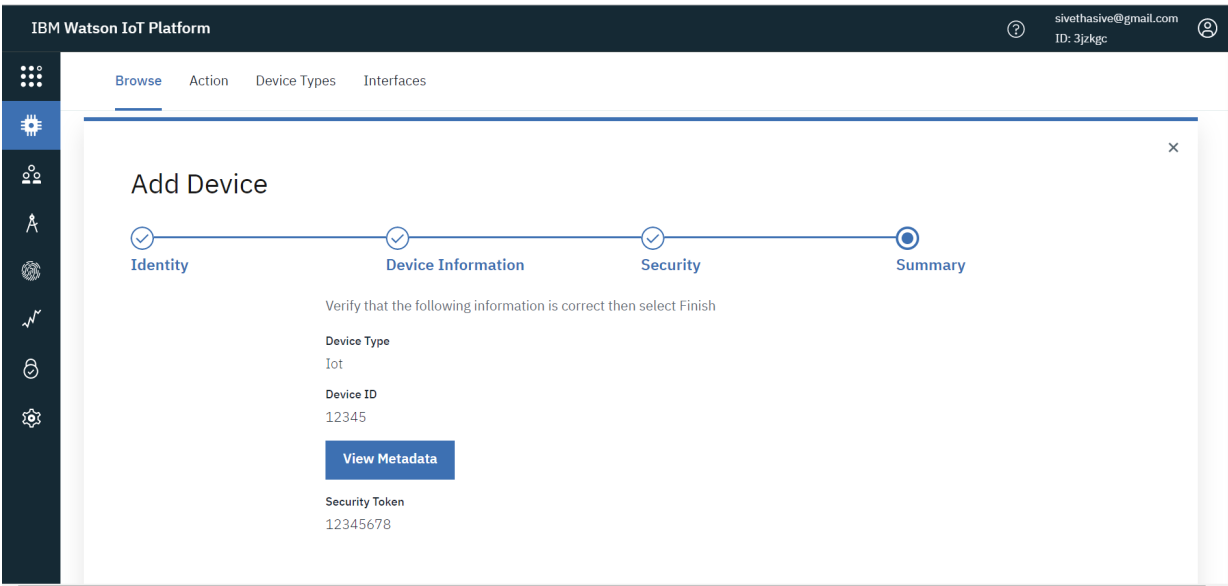 IBM Watson IoT Platform
sivethasive@gmail.com
ID: 3jzkgc
Browse Action Device Types Interfaces
Add Device
Identity Device Information Security Summary
Verify that the following information is correct then select Finish
Device Type
Iot
Device ID
12345
View Metadata
Security Token
12345678